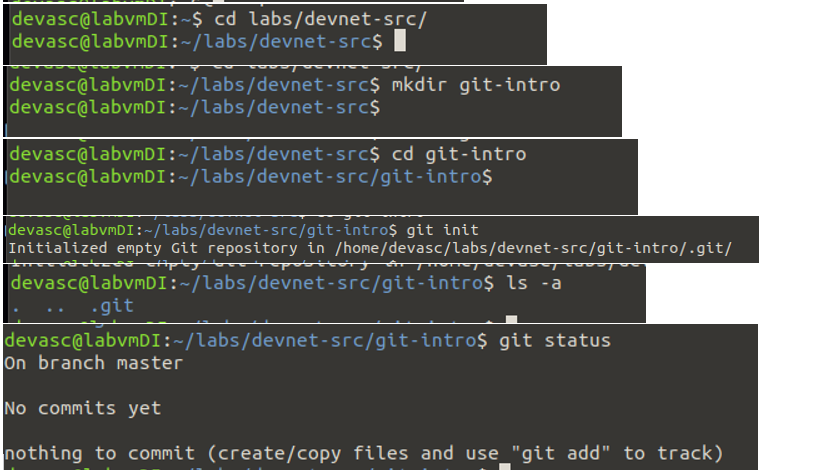 devasc@labvmDI:~$ cd labs/devnet-src/
devasc@labvmDI:~/labs/devnet-src$
devasc@labvmDI:~/labs/devnet-src$ mkdir git-intro
devasc@labvmDI:~/labs/devnet-src$
devasc@labvmDI:~/labs/devnet-src$ cd git-intro
devasc@labvmDI:~/labs/devnet-src/git-intro$
devasc@labvmDI:~/labs/devnet-src/git-intro$ git init
Initialized empty Git repository in /home/devasc/labs/devnet-src/git-intro/.git/
devasc@labvmDI:~/labs/devnet-src/git-intro$ ls -a
.  ..  .git
devasc@labvmDI:~/labs/devnet-src/git-intro$ git status
On branch master
No commits yet
nothing to commit (create/copy files and use "git add" to track)